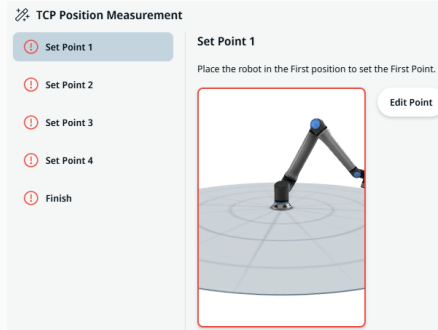 TCP Position Measurement
Set Point 1
Set Point 2
Set Point 3
Set Point 4
Finish
Set Point 1
Place the robot in the First position to set the First Point.
Edit Point